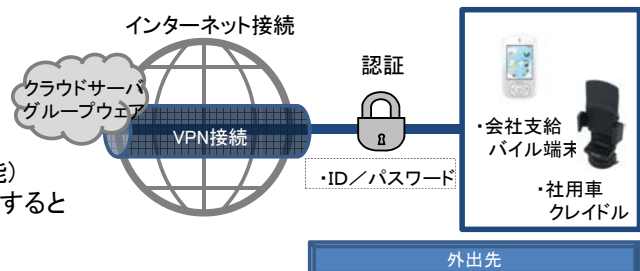 インターネット接続
クラウドサーバ
グループウェア
VPN接続
認証
・ID／パスワード
・会社支給
バイル端末
・社用車
クレイドル
能）
すると
外出先